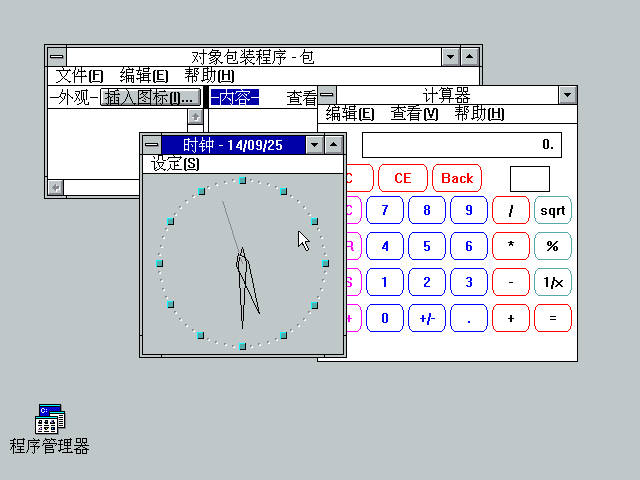 对象包装程序 - 包
文件(F) 编辑(E) 帮助(H)
外观 插入图标(I)... 内容 查看
计算器
编辑(E) 查看(V) 帮助(H)
0.
C CE Back
C 7 8 9 / sqrt
R 4 5 6 * %
S 1 2 3 - 1/x
+ 0 +/- . + =
时钟 - 14/09/25
设定(S)
C:
程序管理器